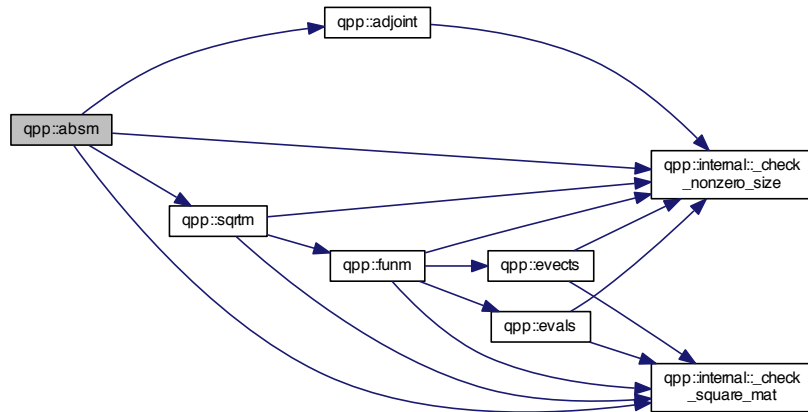 qpp::adjoint
qpp::absm
qpp::internal::_check
_nonzero_size
qpp::sqrtm
qpp::funm
qpp::evects
qpp::evals
qpp::internal::_check
_square_mat